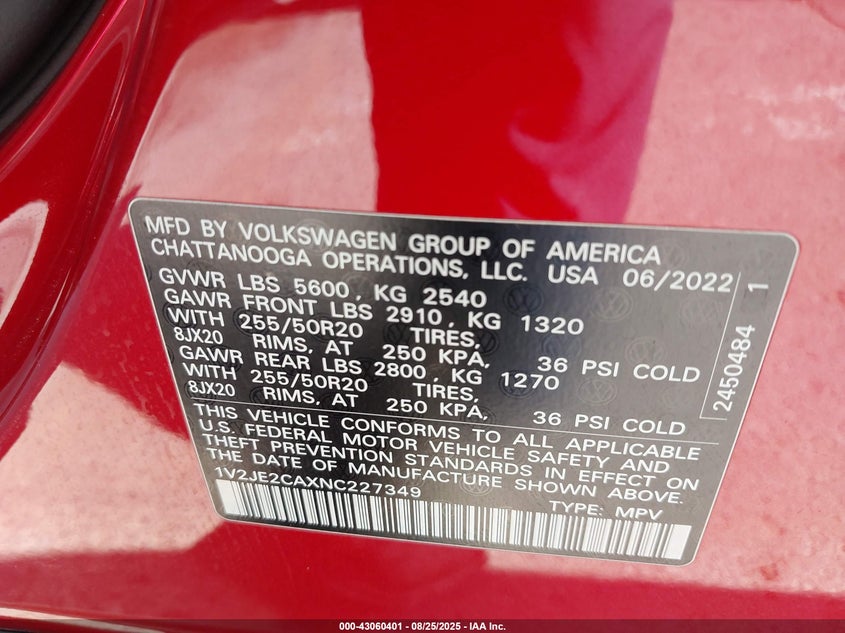 MFD BY VOLKSWAGEN GROUP OF AMERICA
CHATTANOOGA OPERATIONS, LLC. USA 06/2022
GVWR LBS 5600, KG 2540
GAWR FRONT LBS 2910, KG 1320
WITH 255/50R20 TIRES,
8JX20 RIMS, AT 250 KPA, 36 PSI COLD
GAWR REAR LBS 2800, KG 1270
WITH 255/50R20 TIRES,
8JX20 RIMS, AT 250 KPA, 36 PSI COLD
THIS VEHICLE CONFORMS TO ALL APPLICABLE
U.S. FEDERAL MOTOR VEHICLE SAFETY AND
THEFT PREVENTION STANDARDS IN EFFECT ON
THE DATE OF MANUFACTURE SHOWN ABOVE.
1V2JE2CAXNC227349 TYPE: MPV
2450484 1
000-43060401 - 08/25/2025 - IAA Inc.